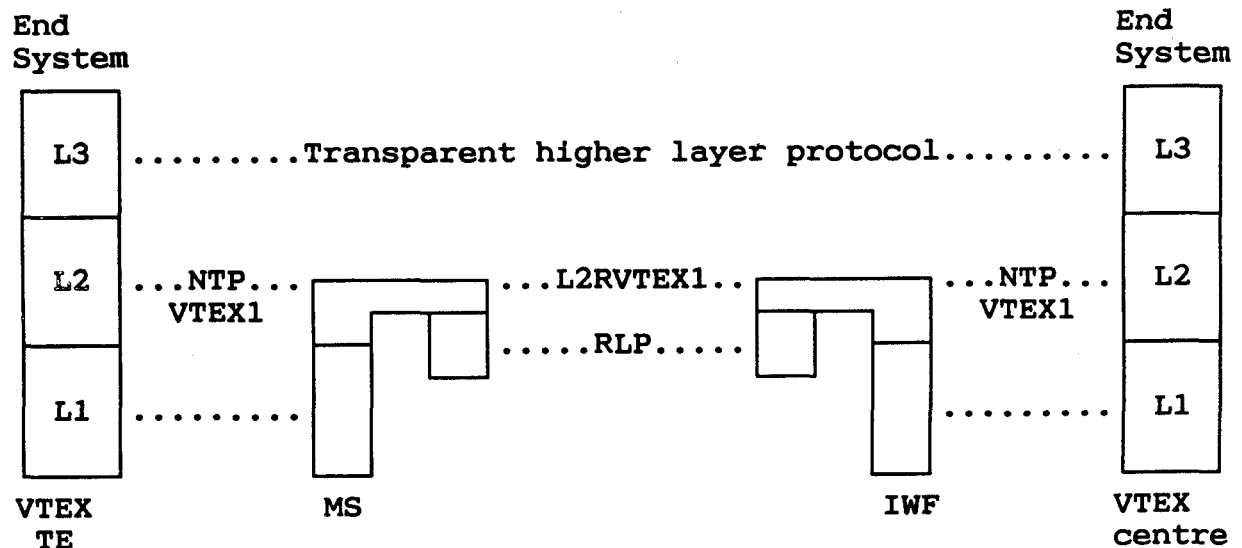 End System
End System
L3 .........Transparent higher layer protocol......... L3
L2 ...NTP... VTEX1 ...L2RVTEX1.. ...NTP... VTEX1 L2
.....RLP.....
L1 ......... ......... L1
VTEX TE
MS
IWF
VTEX centre